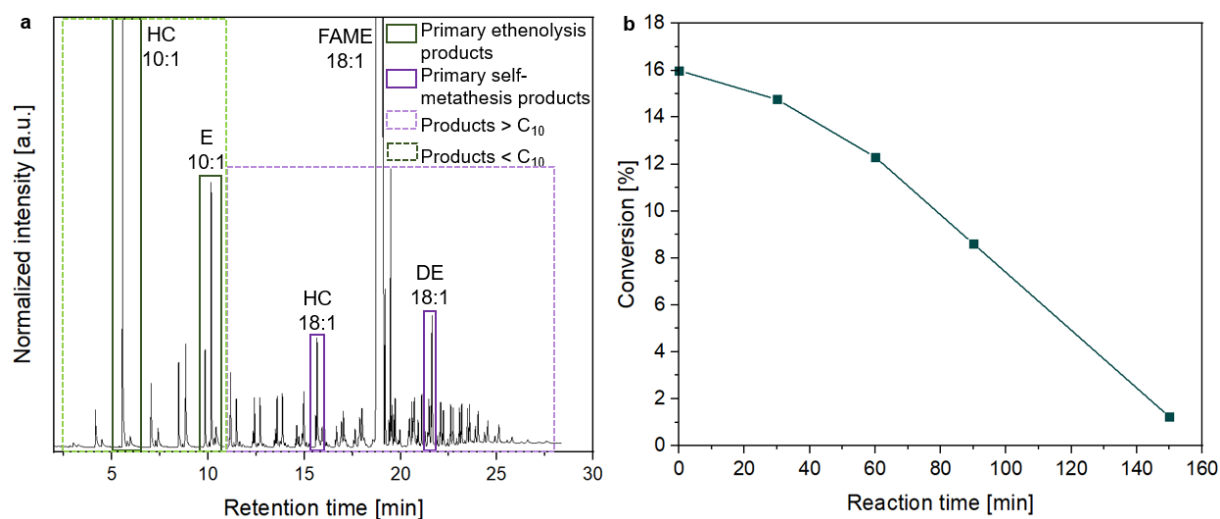 a
HC
10:1
FAME
18:1
E
10:1
HC
18:1
DE
18:1
Primary ethenolysis
products
Primary self-
metathesis products
Products > C10
Products < C10
Normalized intensity [a.u.]
5 10 15 20 25 30
Retention time [min]
b
18
16
14
12
10
8
6
4
2
0
Conversion [%]
0 20 40 60 80 100 120 140 160
Reaction time [min]